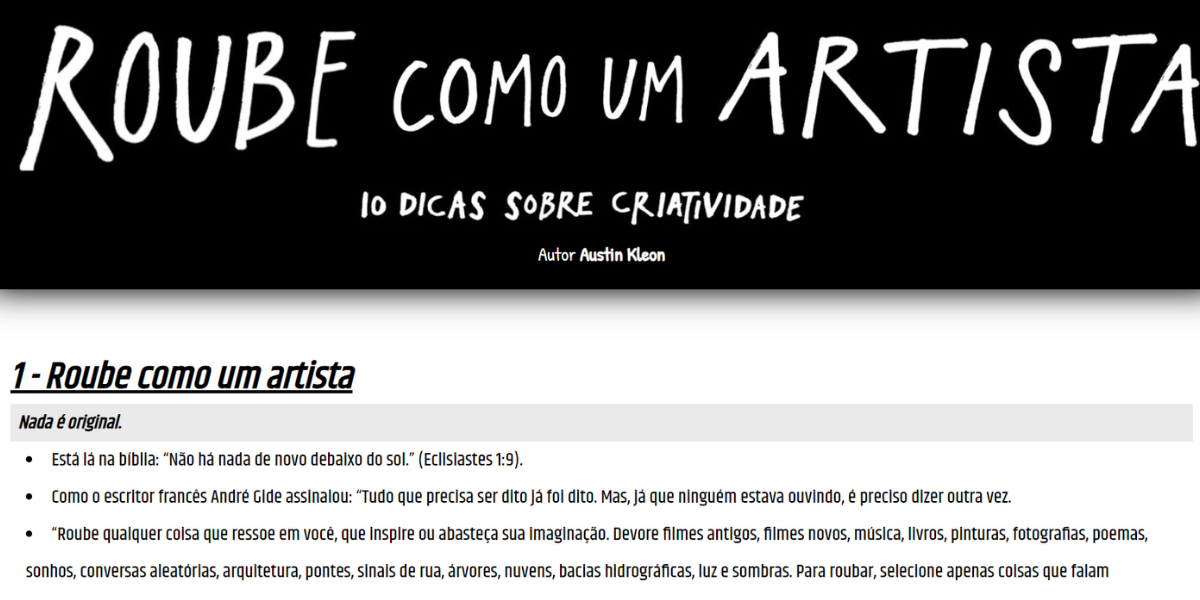 ROUBE COMO UM ARTISTA
10 DICAS SOBRE CRIATIVIDADE
Autor Austin Kleon
1 - Roube como um artista
Nada é original.
• Está lá na bíblia: “Não há nada de novo debaixo do sol.” (Eclisiastes 1:9).
• Como o escritor francês André Gide assinalou: “Tudo que precisa ser dito já foi dito. Mas, já que ninguém estava ouvindo, é preciso dizer outra vez.
• “Roube qualquer coisa que ressoe em você, que inspire ou abasteça sua imaginação. Devore filmes antigos, filmes novos, música, livros, pinturas, fotografias, poemas,
sonhos, conversas aleatórias, arquitetura, pontes, sinais de rua, árvores, nuvens, bacias hidrográficas, luz e sombras. Para roubar, selecione apenas coisas que falam